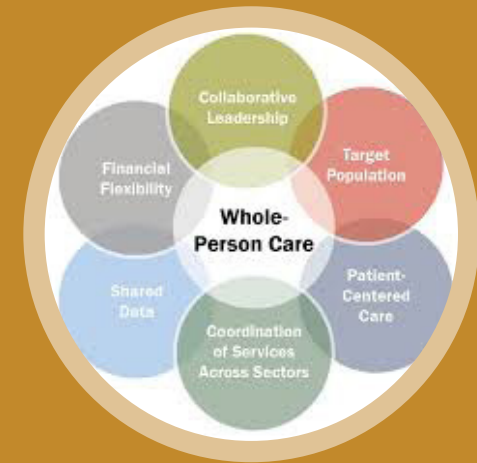 Collaborative
Leadership
Target
Population
Patient-
Centered
Care
Coordination
of Services
Across Sectors
Shared
Data
Financial
Flexibility
Whole-
Person Care